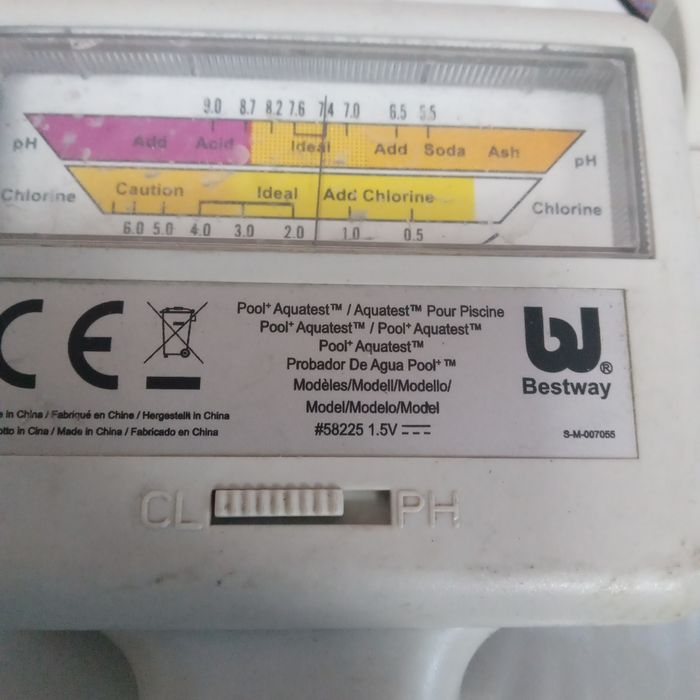 9.0 8.7 8.2 7.6 7.4 7.0 6.5 5.5
pH Add Acid Ideal Add Soda Ash pH
Chlorine Caution Ideal Add Chlorine Chlorine
6.0 5.0 4.0 3.0 2.0 1.0 0.5
CE
Pool+ Aquatest™ / Aquatest™ Pour Piscine
Pool+ Aquatest™ / Pool+ Aquatest™
Pool+ Aquatest™
Probador De Agua Pool+ ™
Modèles/Modell/Modello/
Model/Modelo/Model
#58225 1.5V
Bestway®
in China / Fabriqué en Chine / Hergestellt in China
in Cina / Made in China / Fabricado en China
S-M-007055
CL PH